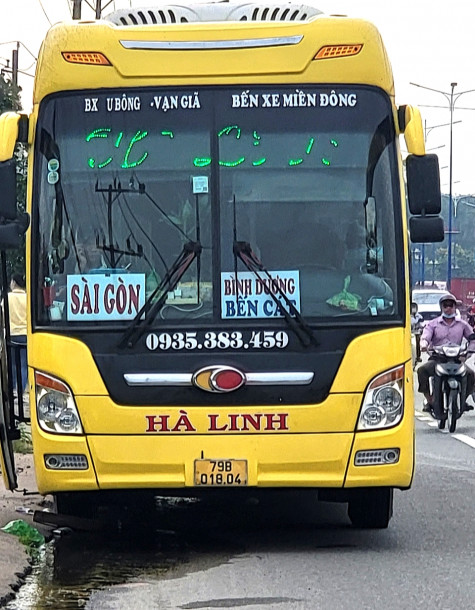 BX UBÔNG -VẠN GIÃ
BẾN XE MIỀN ĐÔNG
SÀI GÒN
BÌNH DƯƠNG
BẾN CÁT
0935.383.459
HÀ LINH
79B
018.04